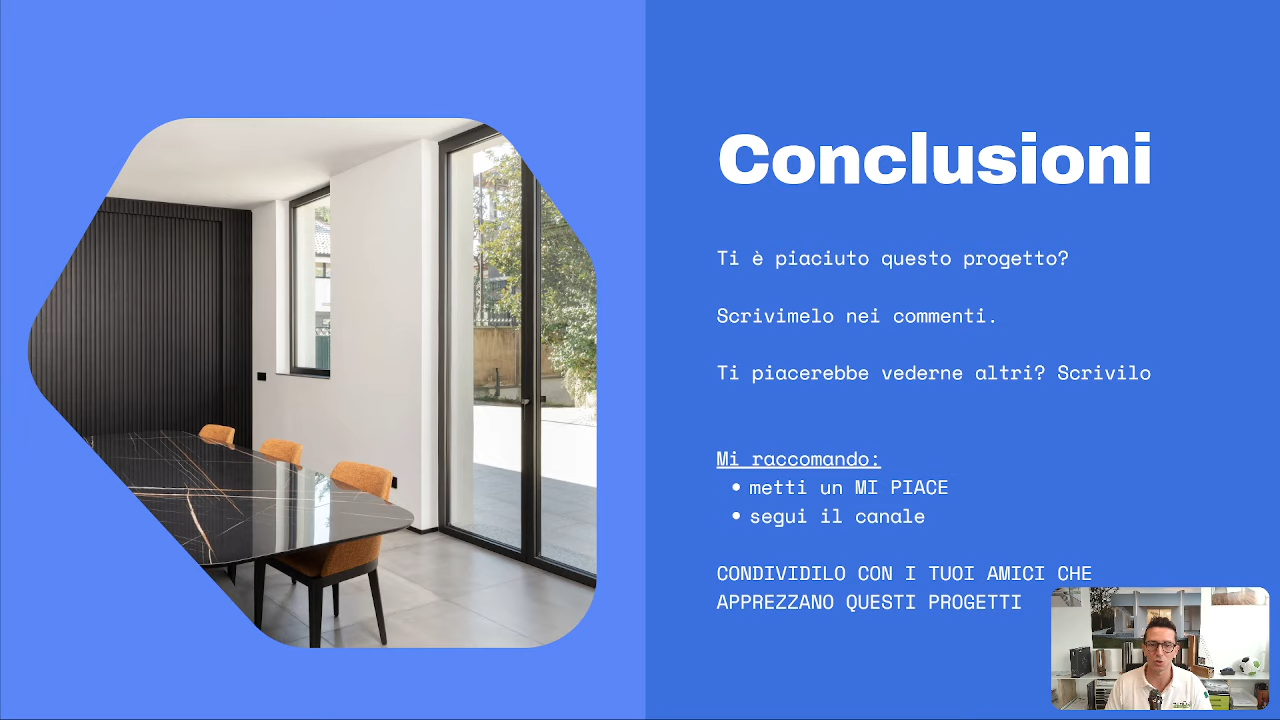 Conclusioni
Ti è piaciuto questo progetto?
Scrivimelo nei commenti.
Ti piacerebbe vederne altri? Scrivilo
Mi raccomando:
• metti un MI PIACE
• segui il canale
CONDIVIDILO CON I TUOI AMICI CHE
APPREZZANO QUESTI PROGETTI